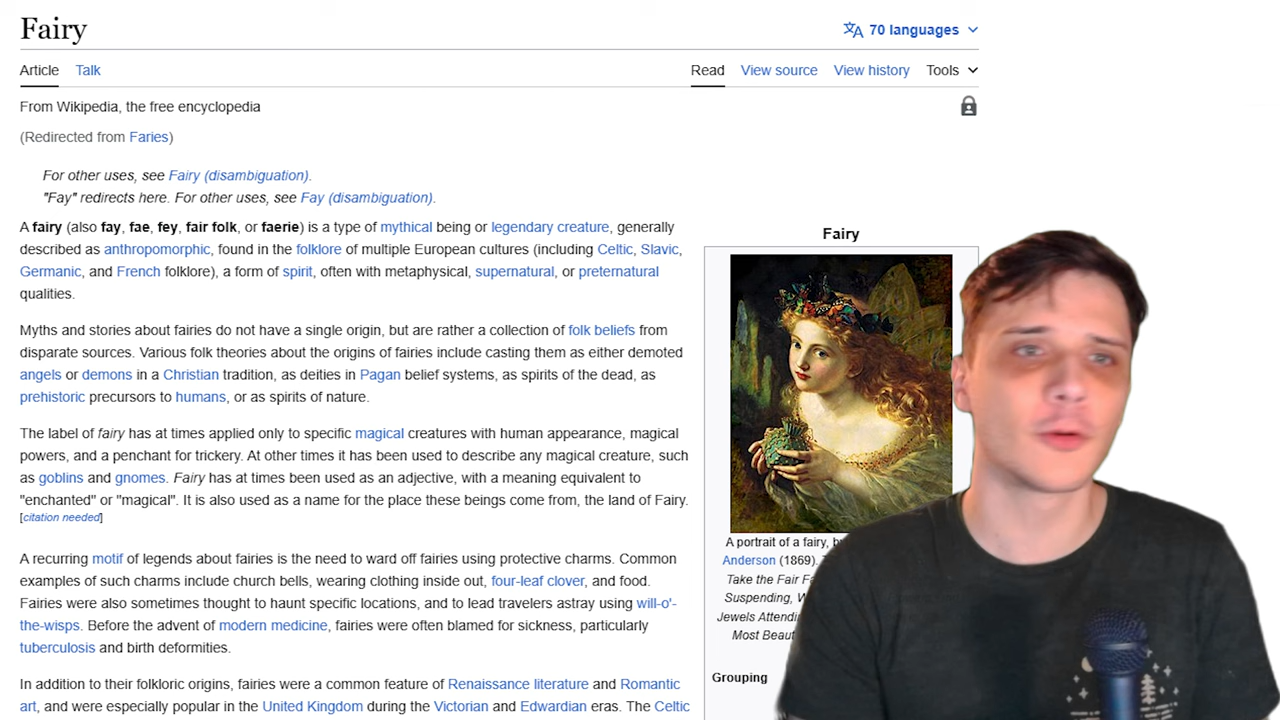 Fairy
70 languages
Article Talk
Read View source View history Tools
From Wikipedia, the free encyclopedia
(Redirected from Faries)
For other uses, see Fairy (disambiguation).
"Fay" redirects here. For other uses, see Fay (disambiguation).
A fairy (also fay, fae, fey, fair folk, or faerie) is a type of mythical being or legendary creature, generally
described as anthropomorphic, found in the folklore of multiple European cultures (including Celtic, Slavic,
Germanic, and French folklore), a form of spirit, often with metaphysical, supernatural, or preternatural
qualities.
Myths and stories about fairies do not have a single origin, but are rather a collection of folk beliefs from
disparate sources. Various folk theories about the origins of fairies include casting them as either demoted
angels or demons in a Christian tradition, as deities in Pagan belief systems, as spirits of the dead, as
prehistoric precursors to humans, or as spirits of nature.
The label of fairy has at times applied only to specific magical creatures with human appearance, magical
powers, and a penchant for trickery. At other times it has been used to describe any magical creature, such
as goblins and gnomes. Fairy has at times been used as an adjective, with a meaning equivalent to
"enchanted" or "magical". It is also used as a name for the place these beings come from, the land of Fairy.
[citation needed]
A recurring motif of legends about fairies is the need to ward off fairies using protective charms. Common
examples of such charms include church bells, wearing clothing inside out, four-leaf clover, and food.
Fairies were also sometimes thought to haunt specific locations, and to lead travelers astray using will-o'-
the-wisps. Before the advent of modern medicine, fairies were often blamed for sickness, particularly
tuberculosis and birth deformities.
In addition to their folkloric origins, fairies were a common feature of Renaissance literature and Romantic
art, and were especially popular in the United Kingdom during the Victorian and Edwardian eras. The Celtic
Fairy
A portrait of a fairy, b
Anderson (1869).
Take the Fair Fa
Suspending, W
Jewels Attendi
Most Beaut
Grouping